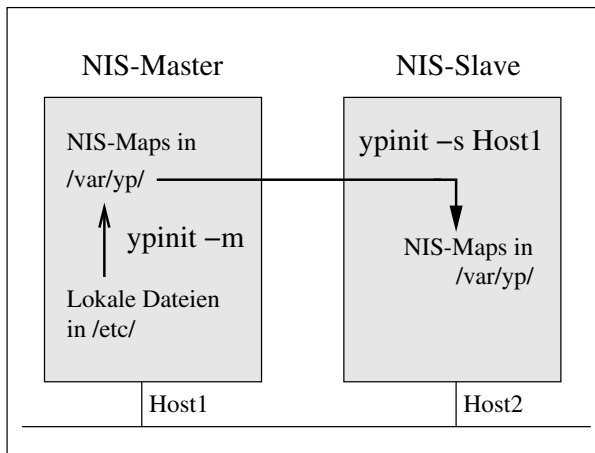 NIS-Master
NIS-Maps in
/var/yp/
ypinit –m
Lokale Dateien
in /etc/
Host1
NIS-Slave
ypinit –s Host1
NIS-Maps in
/var/yp/
Host2